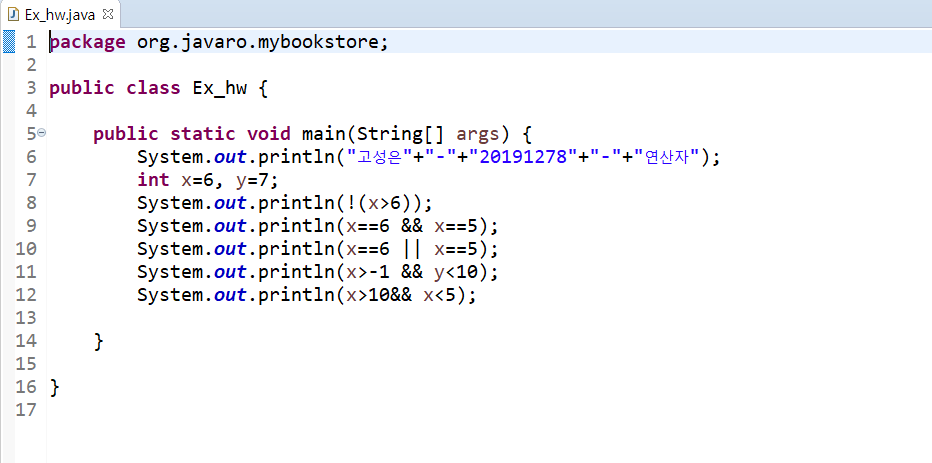 Ex_hw.java
1 package org.javaro.mybookstore;
2
3 public class Ex_hw {
4
5     public static void main(String[] args) {
6         System.out.println("고성은"+"-"+"20191278"+"-"+"연산자");
7         int x=6, y=7;
8         System.out.println(!(x>6));
9         System.out.println(x==6 && x==5);
10         System.out.println(x==6 || x==5);
11         System.out.println(x>-1 && y<10);
12         System.out.println(x>10&& x<5);
13
14     }
15
16 }
17